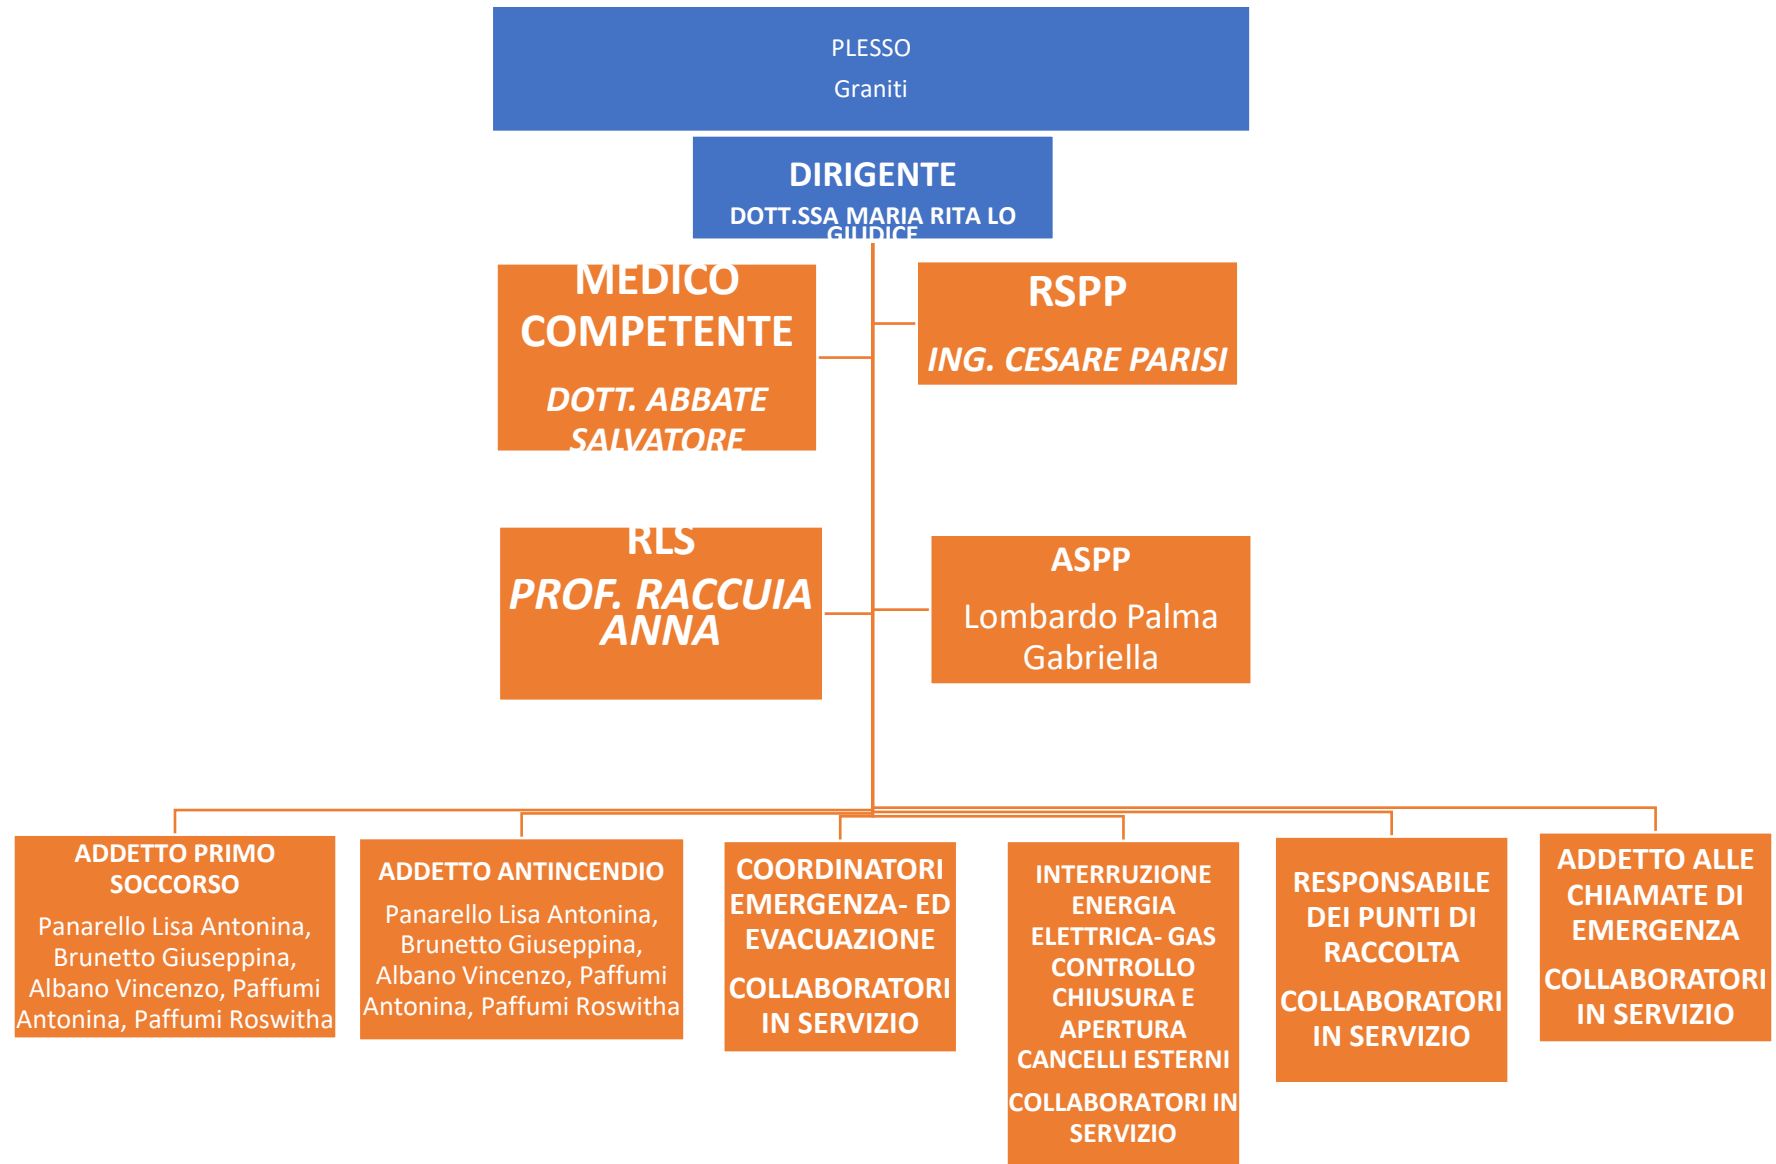 PLESSO
Graniti
DIRIGENTE
DOTT.SSA MARIA RITA LO
GIUDICE
MEDICO
COMPETENTE
DOTT. ABBATE
SALVATORE
RSPP
ING. CESARE PARISI
RLS
PROF. RACCUIA
ANNA
ASPP
Lombardo Palma
Gabriella
ADDETTO PRIMO
SOCCORSO
Panarello Lisa Antonina,
Brunetto Giuseppina,
Albano Vincenzo, Paffumi
Antonina, Paffumi Roswitha
ADDETTO ANTINCENDIO
Panarello Lisa Antonina,
Brunetto Giuseppina,
Albano Vincenzo, Paffumi
Antonina, Paffumi Roswitha
COORDINATORI
EMERGENZA- ED
EVACUAZIONE
COLLABORATORI
IN SERVIZIO
INTERRUZIONE
ENERGIA
ELETTRICA- GAS
CONTROLLO
CHIUSURA E
APERTURA
CANCELLI ESTERNI
COLLABORATORI IN
SERVIZIO
RESPONSABILE
DEI PUNTI DI
RACCOLTA
COLLABORATORI
IN SERVIZIO
ADDETTO ALLE
CHIAMATE DI
EMERGENZA
COLLABORATORI
IN SERVIZIO